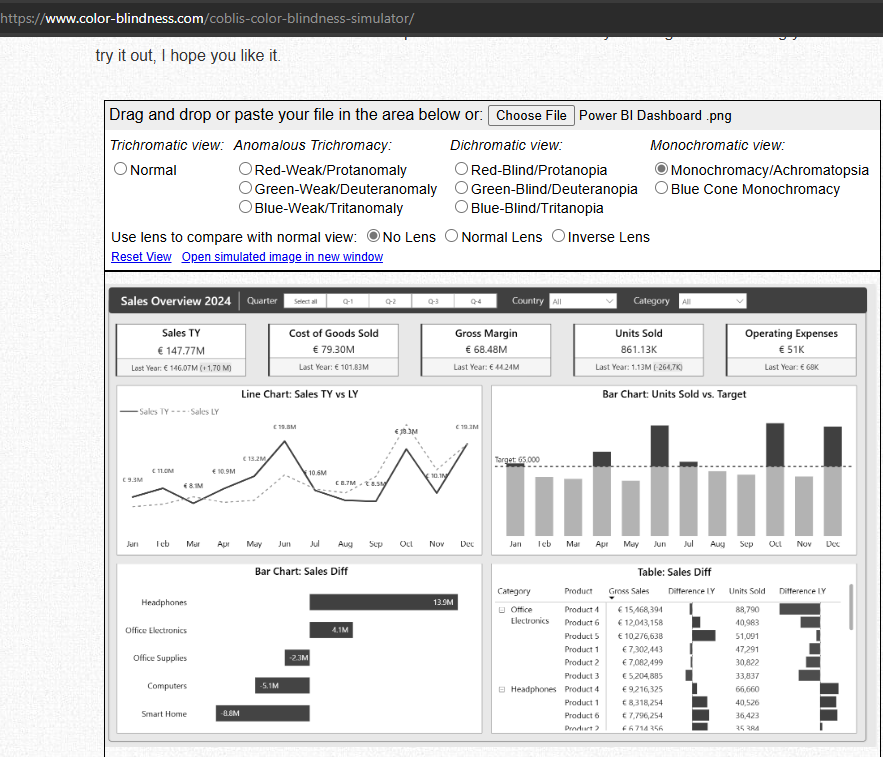 https://www.color-blindness.com/coblis-color-blindness-simulator/
try it out, I hope you like it.
Drag and drop or paste your file in the area below or: Choose File Power BI Dashboard .png
Trichromatic view: Anomalous Trichromacy: Dichromatic view: Monochromatic view:
Normal Red-Weak/Protanomaly Red-Blind/Protanopia Monochromacy/Achromatopsia
Green-Weak/Deuteranomaly Green-Blind/Deuteranopia Blue Cone Monochromacy
Blue-Weak/Tritanomaly Blue-Blind/Tritanopia
Use lens to compare with normal view: No Lens Normal Lens Inverse Lens
Reset View Open simulated image in new window
Sales Overview 2024 Quarter Select all Q-1 Q-2 Q-3 Q-4 Country All Category All
Sales TY Cost of Goods Sold Gross Margin Units Sold Operating Expenses
€ 147.77M € 79.30M € 68.48M 861.13K € 51K
Last Year: € 146.07M (+1,70 M) Last Year: € 101.83M Last Year: € 44.24M Last Year: 1.13M (-264,7K) Last Year: € 68K
Line Chart: Sales TY vs LY
Sales TY Sales LY
€ 19.8M € 18.3M € 19.3M
€ 9.3M € 11.0M € 8.1M € 10.9M € 13.2M € 10.6M € 8.7M € 8.5M € 10.1M
Jan Feb Mar Apr May Jun Jul Aug Sep Oct Nov Dec
Bar Chart: Units Sold vs. Target
Target: 65.000
Jan Feb Mar Apr May Jun Jul Aug Sep Oct Nov Dec
Bar Chart: Sales Diff
Headphones 13.9M
Office Electronics 4.1M
Office Supplies -2.3M
Computers -5.1M
Smart Home -8.8M
Table: Sales Diff
Category Product Gross Sales Difference LY Units Sold Difference LY
Office Electronics Product 4 € 15,468,394 88,790
Product 6 € 12,043,158 40,983
Product 5 € 10,276,638 51,091
Product 1 € 7,302,443 47,291
Product 2 € 7,082,499 30,822
Product 3 € 5,204,885 33,837
Headphones Product 4 € 9,216,325 66,660
Product 1 € 8,318,254 40,526
Product 6 € 7,796,254 36,423
Product 2 € 6,714,356 35,384